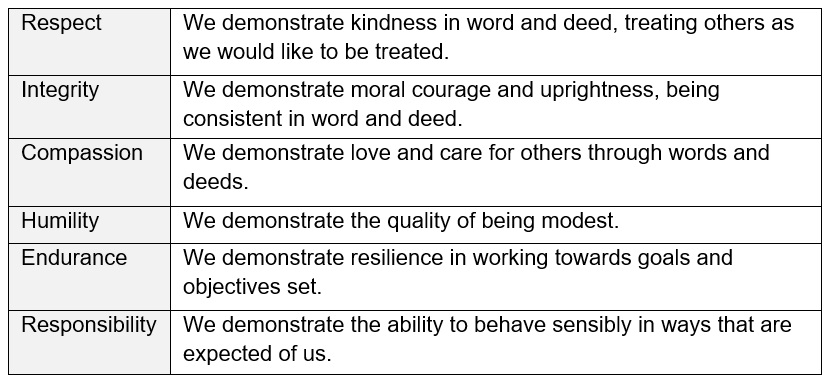 Respect
We demonstrate kindness in word and deed, treating others as
we would like to be treated.
Integrity
We demonstrate moral courage and uprightness, being
consistent in word and deed.
Compassion
We demonstrate love and care for others through words and
deeds.
Humility
We demonstrate the quality of being modest.
Endurance
We demonstrate resilience in working towards goals and
objectives set.
Responsibility
We demonstrate the ability to behave sensibly in ways that are
expected of us.